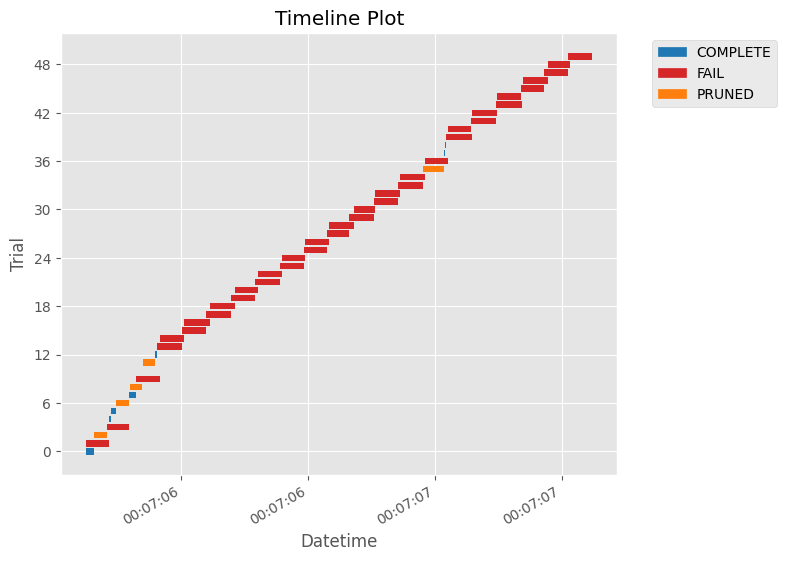 Timeline Plot
COMPLETE
FAIL
PRUNED
48
42
36
30
24
18
12
6
0
Trial
00:07:06
00:07:06
00:07:07
00:07:07
Datetime